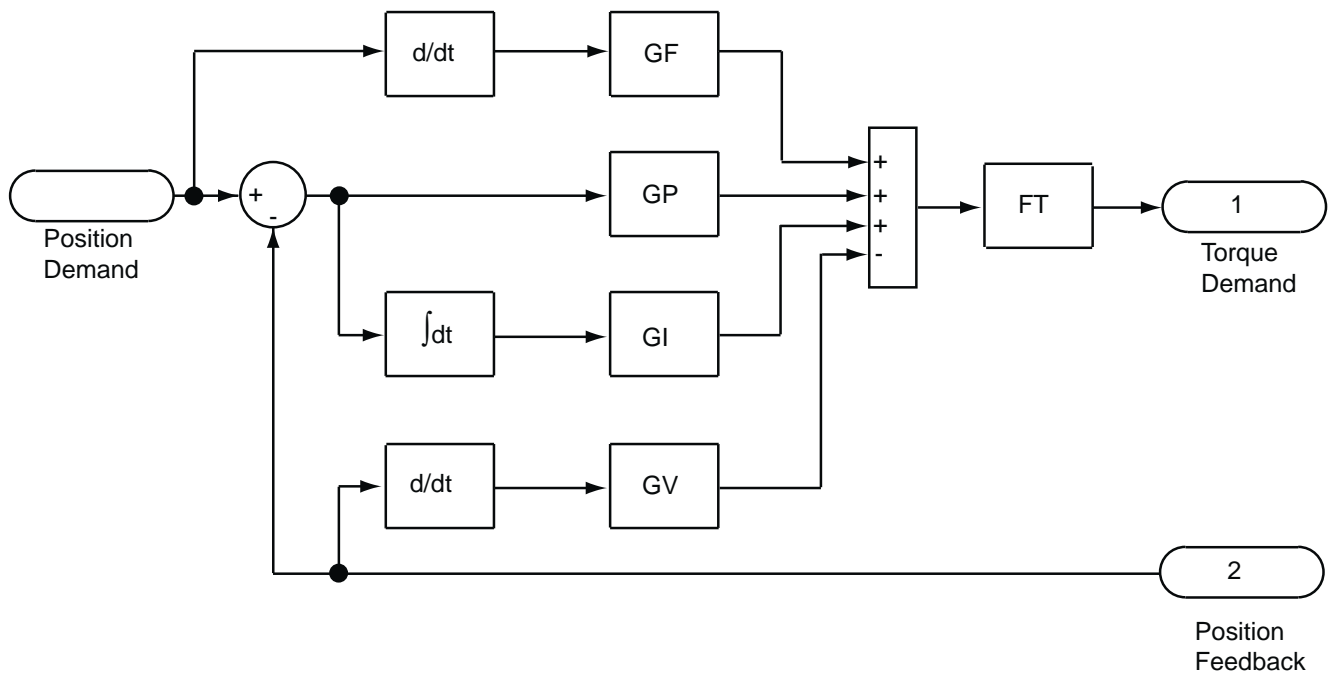 d/dt
GF
+
+
-
Position
Demand
GP
+
+
+
-
FT
1
Torque
Demand
∫dt
GI
d/dt
GV
2
Position
Feedback